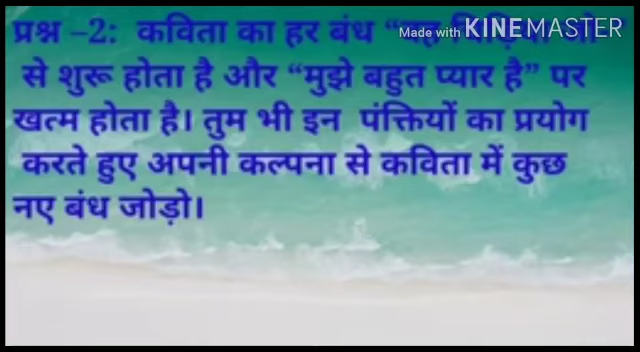 Made with KINEMASTER
प्रश्न –2: कविता का हर बंध
से शुरू होता है और “मुझे बहुत प्यार है” पर
खत्म होता है। तुम भी इन पंक्तियों का प्रयोग
करते हुए अपनी कल्पना से कविता में कुछ
नए बंध जोड़ो।